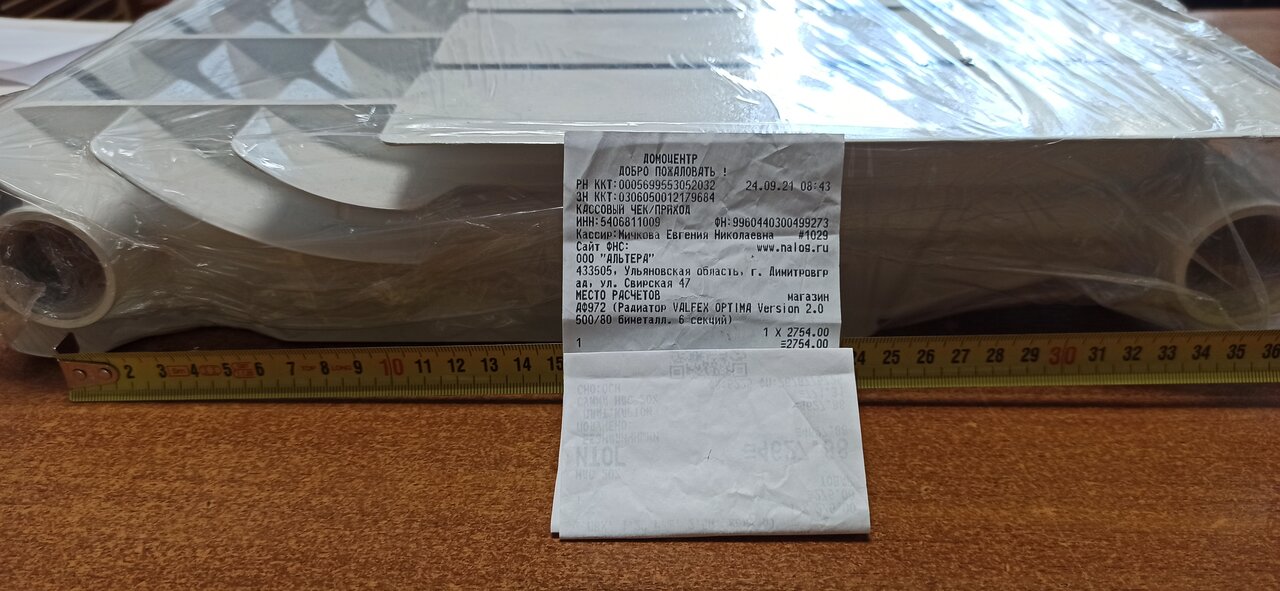 ДОМОЦЕНТР
ДОБРО ПОЖАЛОВАТЬ !
РН ККТ:0005699553052032 24.09.21 08:43
ЗН ККТ:0306050012179684
КАССОВЫЙ ЧЕК/ПРИХОД
ИНН:5406811009 ФН:9960440300499273
Кассир:Мичкова Евгения Николаевна #1029
Сайт ФНС: www.nalog.ru
ООО "АЛЬТЕРА"
433505, Ульяновская область, г. Димитровгр
ад, ул. Свирская 47
МЕСТО РАСЧЕТОВ магазин
АФ972 (Радиатор VALFEX OPTIMA Version 2.0
500/80 биметалл. 6 секций)
1 X 2754.00
1 =2754.00
2 3 4 5 6 7 TOP 8 LONG 9 10 11 12 13 14 15 24 25 26 27 28 29 30 31 32 33 34 35 36